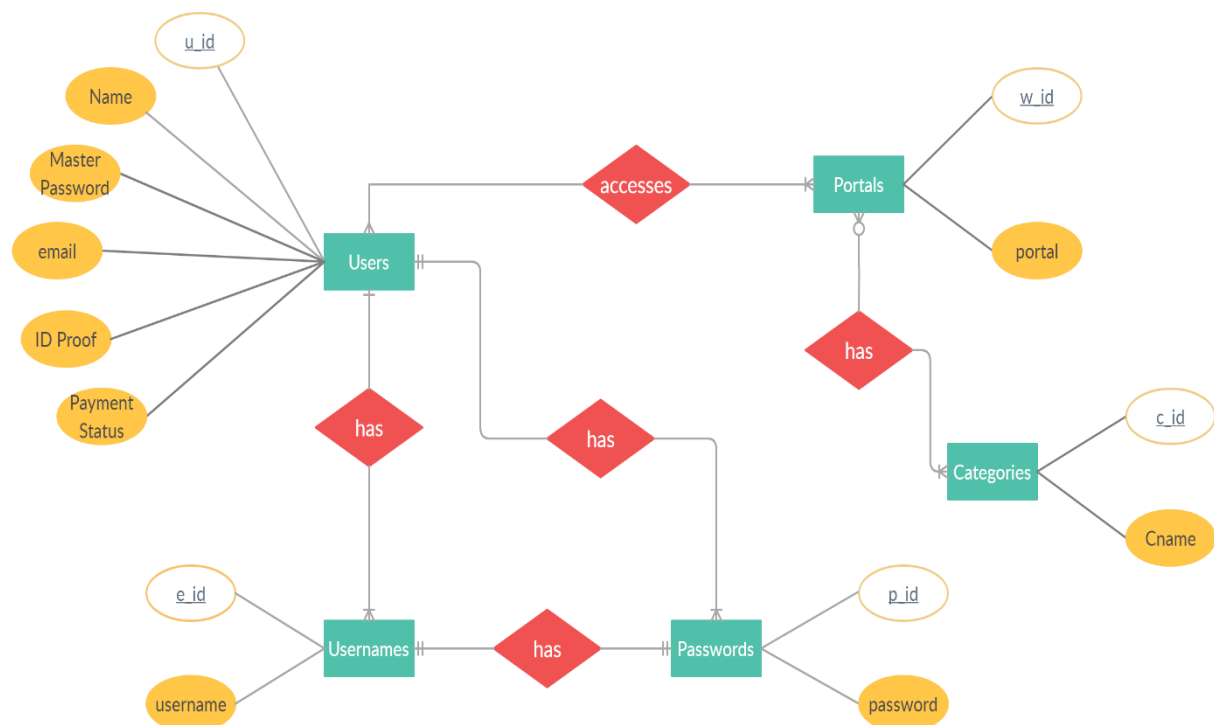 u_id
Name
Master
Password
email
ID Proof
Payment
Status
Users
accesses
Portals
w_id
portal
has
has
has
Categories
c_id
Cname
e_id
username
Usernames
has
Passwords
p_id
password